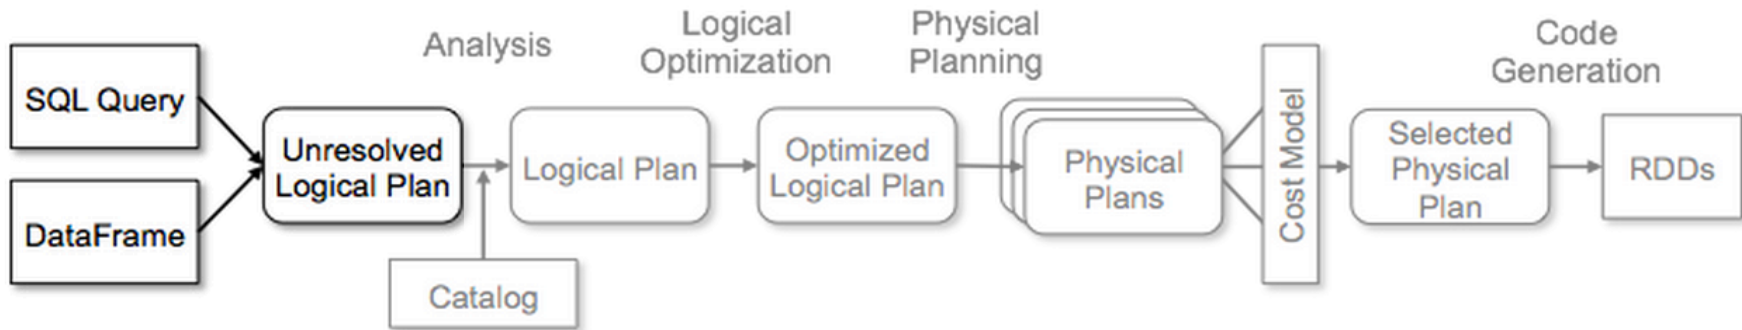 Analysis
Logical
Optimization
Physical
Planning
Code
Generation
SQL Query
DataFrame
Unresolved
Logical Plan
Catalog
Logical Plan
Optimized
Logical Plan
Physical
Plans
Cost Model
Selected
Physical
Plan
RDDs